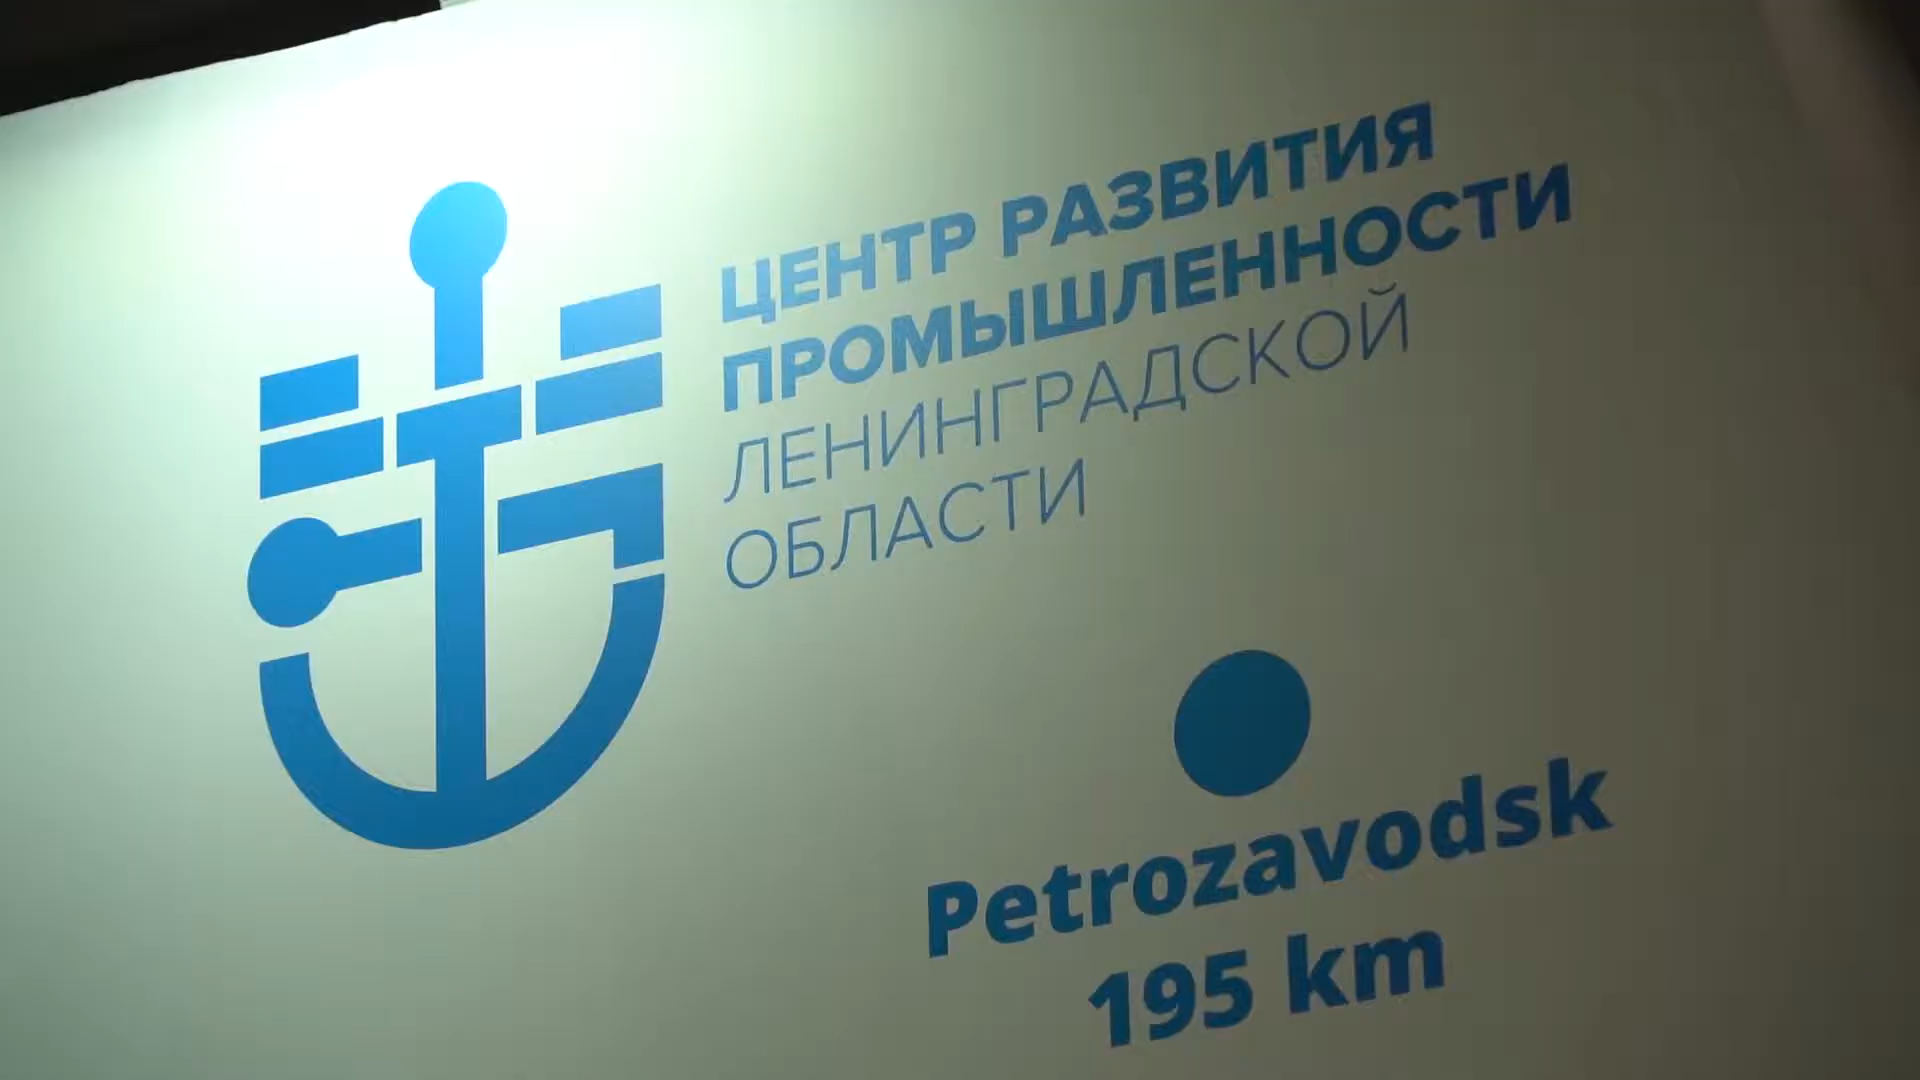 ЦЕНТР РАЗВИТИЯ
ПРОМЫШЛЕННОСТИ
ЛЕНИНГРАДСКОЙ
ОБЛАСТИ
Petrozavodsk
195 km